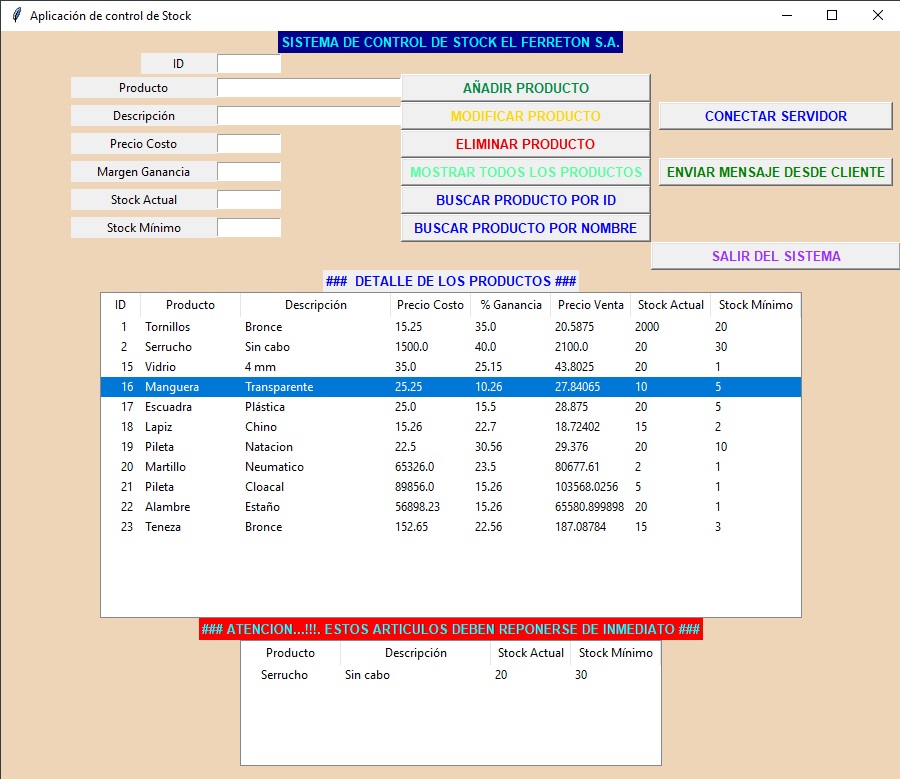 Aplicación de control de Stock
SISTEMA DE CONTROL DE STOCK EL FERRETON S.A.
ID
Producto
AÑADIR PRODUCTO
Descripción
MODIFICAR PRODUCTO
CONECTAR SERVIDOR
Precio Costo
ELIMINAR PRODUCTO
Margen Ganancia
MOSTRAR TODOS LOS PRODUCTOS
ENVIAR MENSAJE DESDE CLIENTE
Stock Actual
BUSCAR PRODUCTO POR ID
Stock Mínimo
BUSCAR PRODUCTO POR NOMBRE
SALIR DEL SISTEMA
### DETALLE DE LOS PRODUCTOS ###
ID Producto Descripción Precio Costo % Ganancia Precio Venta Stock Actual Stock Mínimo
1 Tornillos Bronce 15.25 35.0 20.5875 2000 20
2 Serrucho Sin cabo 1500.0 40.0 2100.0 20 30
15 Vidrio 4 mm 35.0 25.15 43.8025 20 1
16 Manguera Transparente 25.25 10.26 27.84065 10 5
17 Escuadra Plástica 25.0 15.5 28.875 20 5
18 Lapiz Chino 15.26 22.7 18.72402 15 2
19 Pileta Natacion 22.5 30.56 29.376 20 10
20 Martillo Neumatico 65326.0 23.5 80677.61 2 1
21 Pileta Cloacal 89856.0 15.26 103568.0256 5 1
22 Alambre Estaño 56898.23 15.26 65580.899898 20 1
23 Teneza Bronce 152.65 22.56 187.08784 15 3
### ATENCION...!!!. ESTOS ARTICULOS DEBEN REPONERSE DE INMEDIATO ###
Producto Descripción Stock Actual Stock Mínimo
Serrucho Sin cabo 20 30